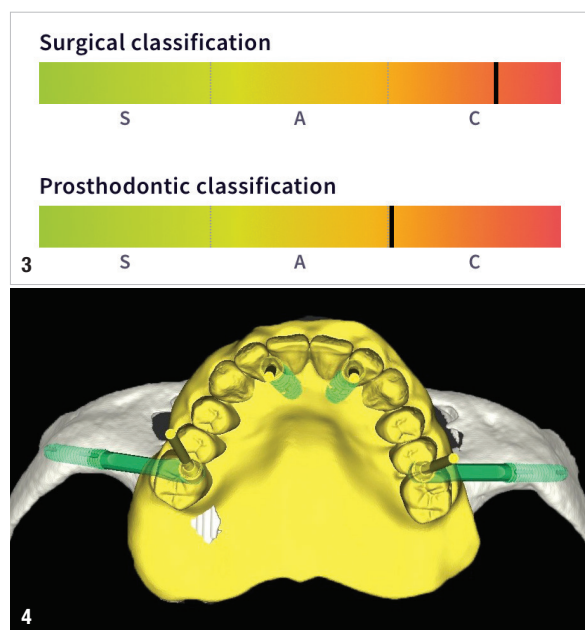 Surgical classification
S A C
Prosthodontic classification
S A C
3
4